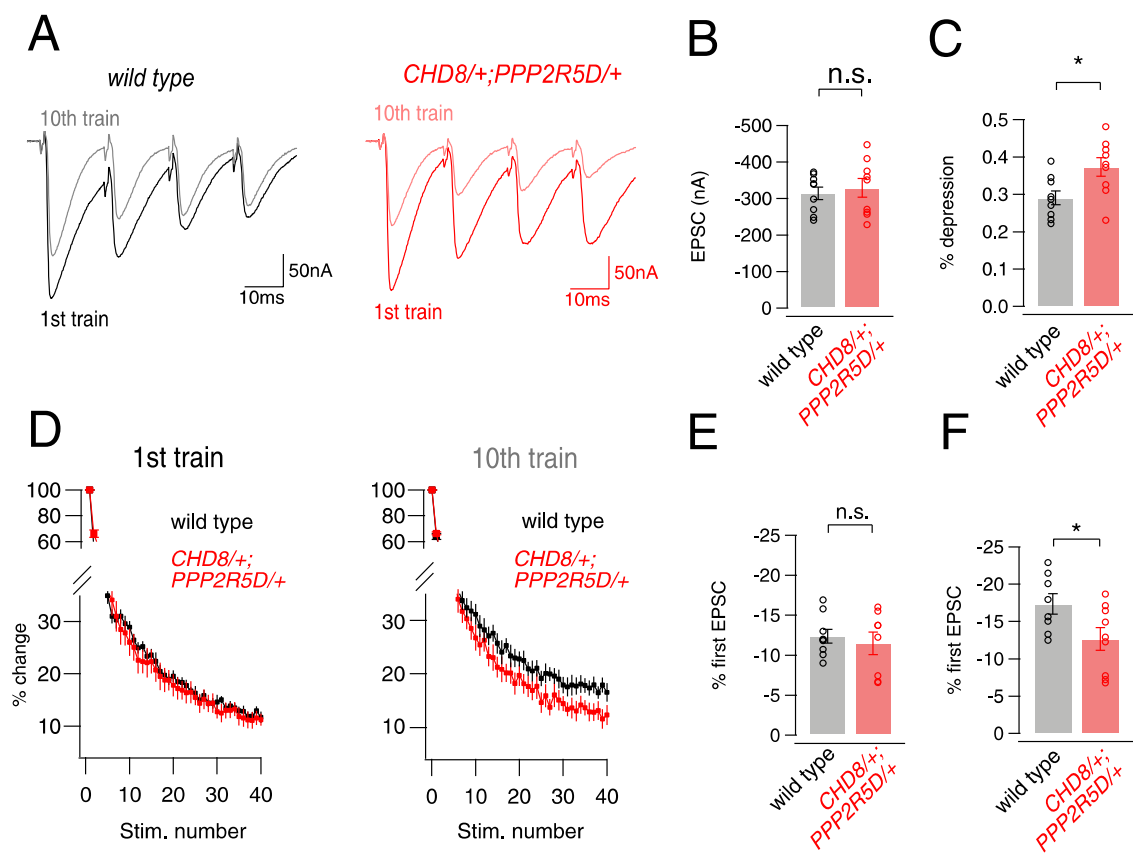 A
wild type
10th train
10ms
50nA
1st train
CHD8/+;PPP2R5D/+
10th train
50nA
10ms
1st train
B
n.s.
EPSC (nA)
-500
-400
-300
-200
-100
0
wild type
CHD8/+;
PPP2R5D/+
C
*
% depression
0.5
0.4
0.3
0.2
0.1
0.0
wild type
CHD8/+;
PPP2R5D/+
D
1st train
100
80
60
30
20
10
% change
wild type
CHD8/+;
PPP2R5D/+
0 10 20 30 40
Stim. number
10th train
100
80
60
30
20
10
wild type
CHD8/+;
PPP2R5D/+
0 10 20 30 40
Stim. number
E
n.s.
% first EPSC
-25
-20
-15
-10
-5
0
wild type
CHD8/+;
PPP2R5D/+
F
*
% first EPSC
-25
-20
-15
-10
-5
0
wild type
CHD8/+;
PPP2R5D/+